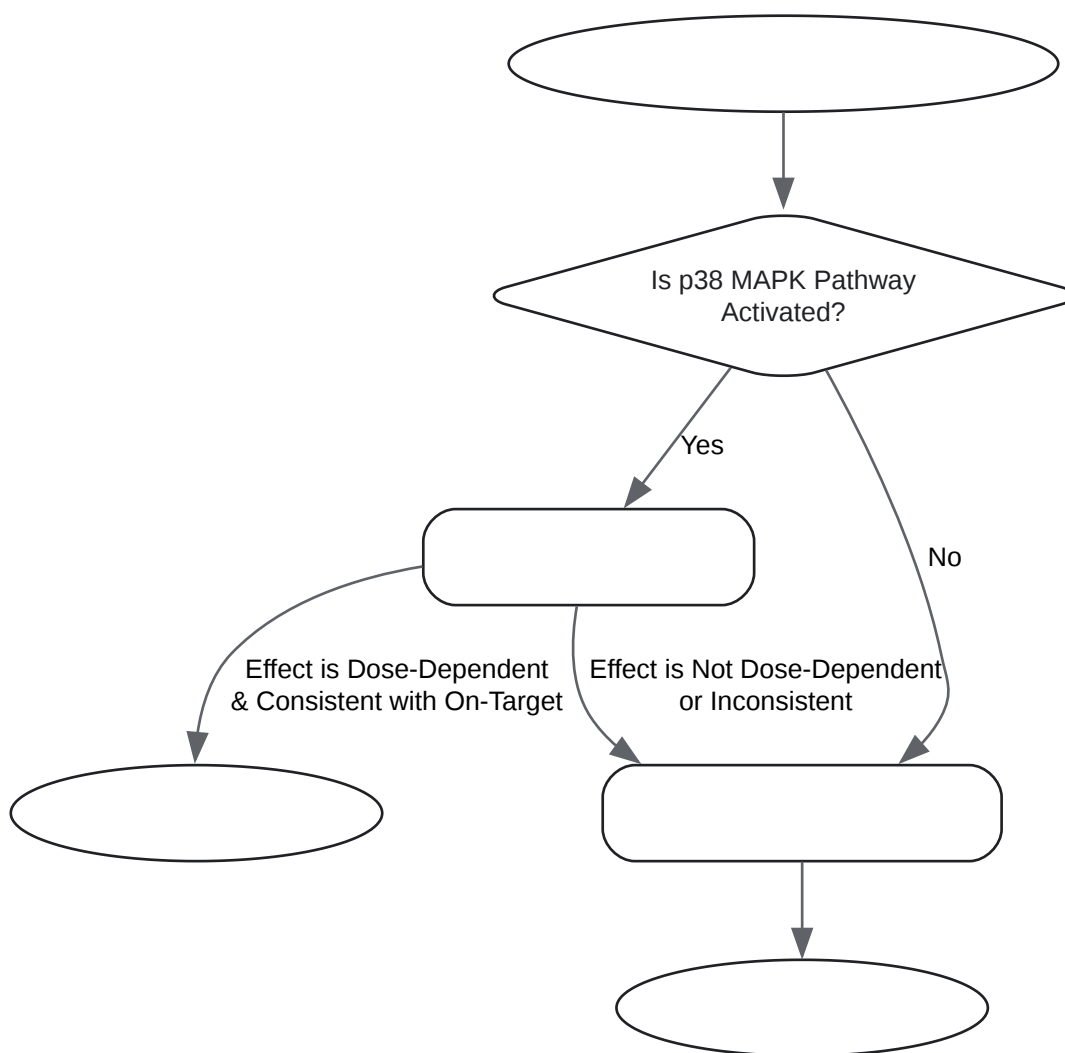 Is p38 MAPK Pathway
Activated?
Yes
No
Effect is Dose-Dependent
& Consistent with On-Target
Effect is Not Dose-Dependent
or Inconsistent